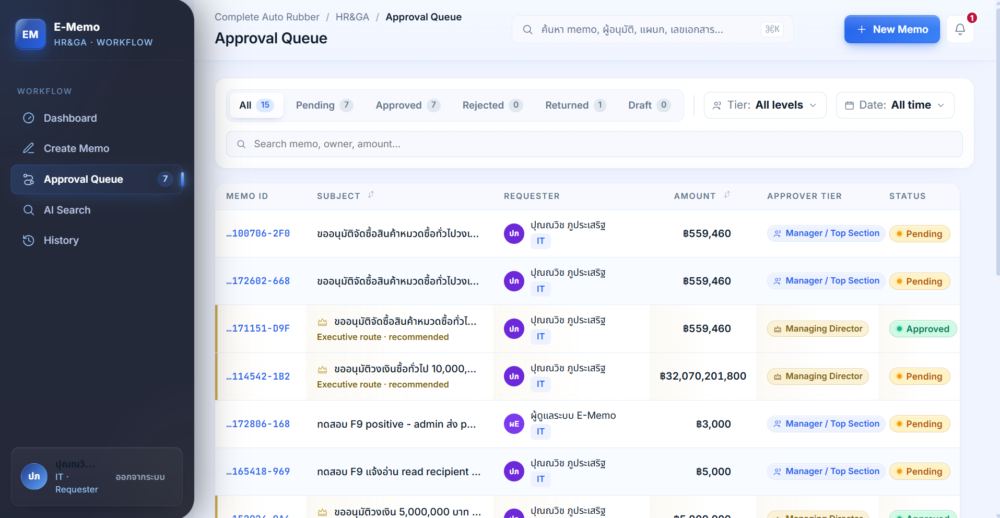 EM
E-Memo
HR&GA · WORKFLOW
WORKFLOW
Dashboard
Create Memo
Approval Queue 7
AI Search
History
ปภ
ปุณณวิ...
IT ·
Requester
ออกจากระบบ
Complete Auto Rubber / HR&GA / Approval Queue
Approval Queue
ค้นหา memo, ผู้อนุมัติ, แผนก, เลขเอกสาร... ⌘K
+ New Memo
1
All 15 Pending 7 Approved 7 Rejected 0 Returned 1 Draft 0
Tier: All levels
Date: All time
Search memo, owner, amount...
MEMO ID SUBJECT REQUESTER AMOUNT APPROVER TIER STATUS
…100706-2F0 ขออนุมัติจัดซื้อสินค้าหมวดซื้อทั่วไปวงเ... ปภ ปุณณวิช ภูประเสริฐ ฿559,460 Manager / Top Section Pending
IT
…172602-668 ขออนุมัติจัดซื้อสินค้าหมวดซื้อทั่วไปวงเ... ปภ ปุณณวิช ภูประเสริฐ ฿559,460 Manager / Top Section Pending
IT
…171151-D9F ขออนุมัติจัดซื้อสินค้าหมวดซื้อทั่วไ... ปภ ปุณณวิช ภูประเสริฐ ฿559,460 Managing Director Approved
Executive route · recommended IT
…114542-1B2 ขออนุมัติวงเงินซื้อทั่วไป 10,000,... ปภ ปุณณวิช ภูประเสริฐ ฿32,070,201,800 Managing Director Pending
Executive route · recommended IT
…172806-168 ทดสอบ F9 positive - admin ส่ง p... ผE ผู้ดูแลระบบ E-Memo ฿3,000 Manager / Top Section Pending
IT
…165418-969 ทดสอบ F9 แจ้งอ่าน read recipient ... ปภ ปุณณวิช ภูประเสริฐ ฿5,000 Manager / Top Section Pending
IT
ขออนุมัติวงเงิน 5,000,000 บาท ... ปุณณวิช ภูประเสริฐ ฿5,000,000 Managing Director Approved